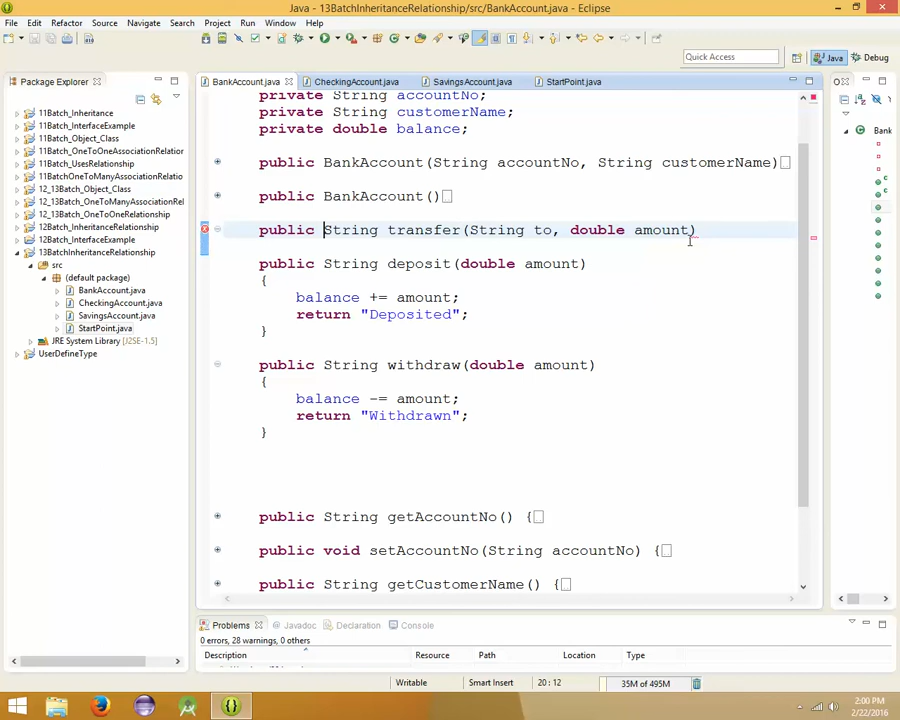 Java - 13BatchInheritanceRelationship/src/BankAccount.java - Eclipse
File Edit Refactor Source Navigate Search Project Run Window Help
Quick Access
Java
Debug
Package Explorer
BankAccount.java
CheckingAccount.java
SavingsAccount.java
StartPoint.java
O
11Batch_Inheritance
11Batch_InterfaceExample
11Batch_Object_Class
11Batch_OneToOneAssociationRelation
11Batch_UsesRelationship
11BatchOneToManyAssociationRelatio
12_13Batch_Object_Class
12_13Batch_OneToManyAssociationRel
12_13Batch_OneToOneRelationship
12BatchInheritanceRelationship
12BatchInterfaceExample
13BatchInheritanceRelationship
src
(default package)
BankAccount.java
CheckingAccount.java
SavingsAccount.java
StartPoint.java
JRE System Library [J2SE-1.5]
UserDefineType
private String accountNo;
private String customerName;
private double balance;
public BankAccount(String accountNo, String customerName)
public BankAccount()
public String transfer(String to, double amount)
public String deposit(double amount)
{
balance += amount;
return "Deposited";
}
public String withdraw(double amount)
{
balance -= amount;
return "Withdrawn";
}
public String getAccountNo() {
public void setAccountNo(String accountNo) {
public String getCustomerName() {
Bank
Problems
Javadoc
Declaration
Console
0 errors, 28 warnings, 0 others
Description Resource Path Location Type
Writable
Smart Insert
20 : 12
35M of 495M
2:00 PM
2/22/2016